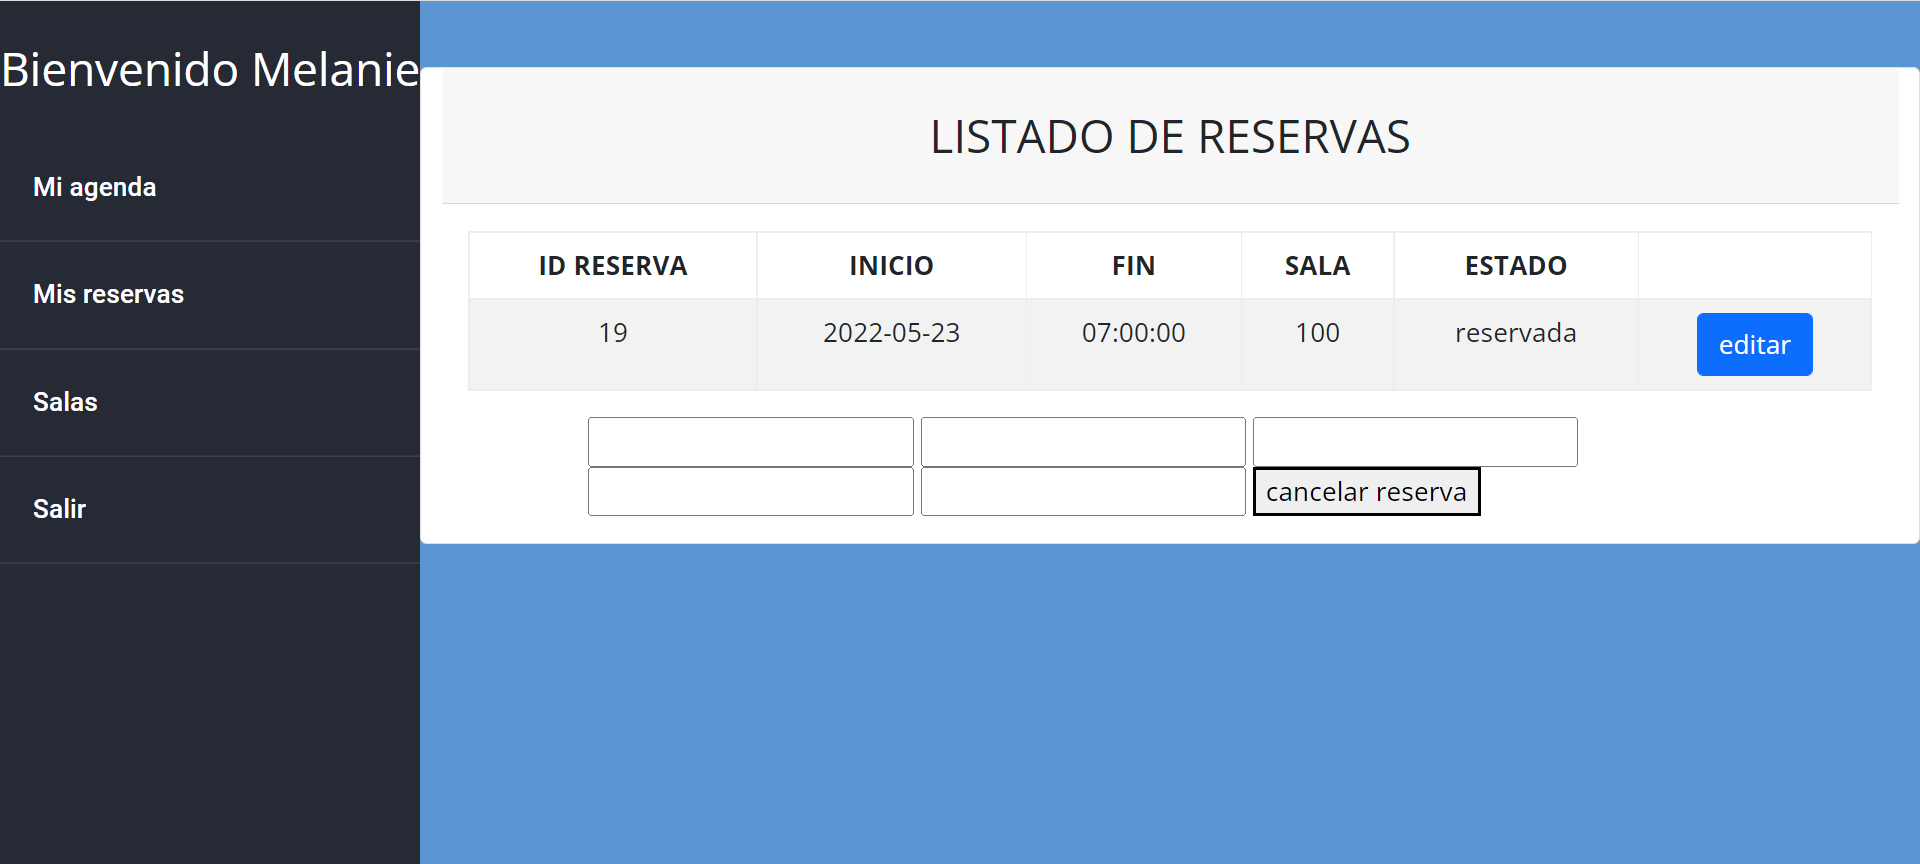 Bienvenido Melanie
Mi agenda
Mis reservas
Salas
Salir
LISTADO DE RESERVAS
ID RESERVA INICIO FIN SALA ESTADO
19 2022-05-23 07:00:00 100 reservada editar
cancelar reserva